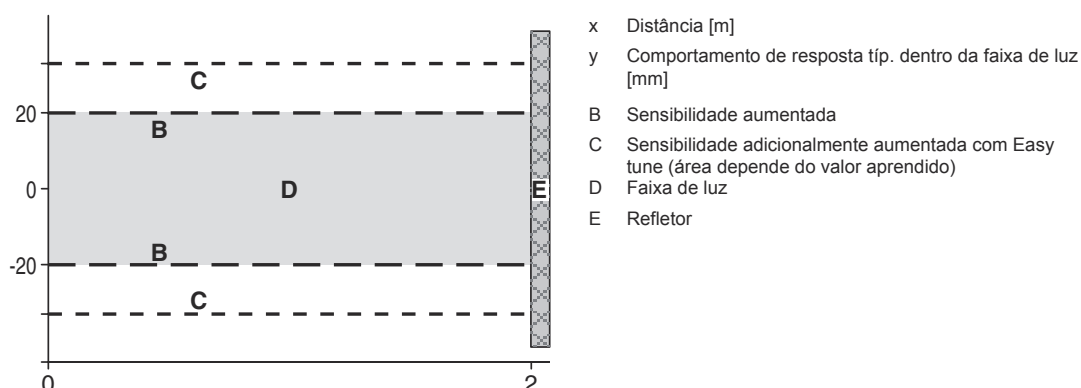 C
20
B
0
D
E
B
-20
C
0
2
x Distância [m]
y Comportamento de resposta típ. dentro da faixa de luz
[mm]
B Sensibilidade aumentada
C Sensibilidade adicionalmente aumentada com Easy
tune (área depende do valor aprendido)
D Faixa de luz
E Refletor